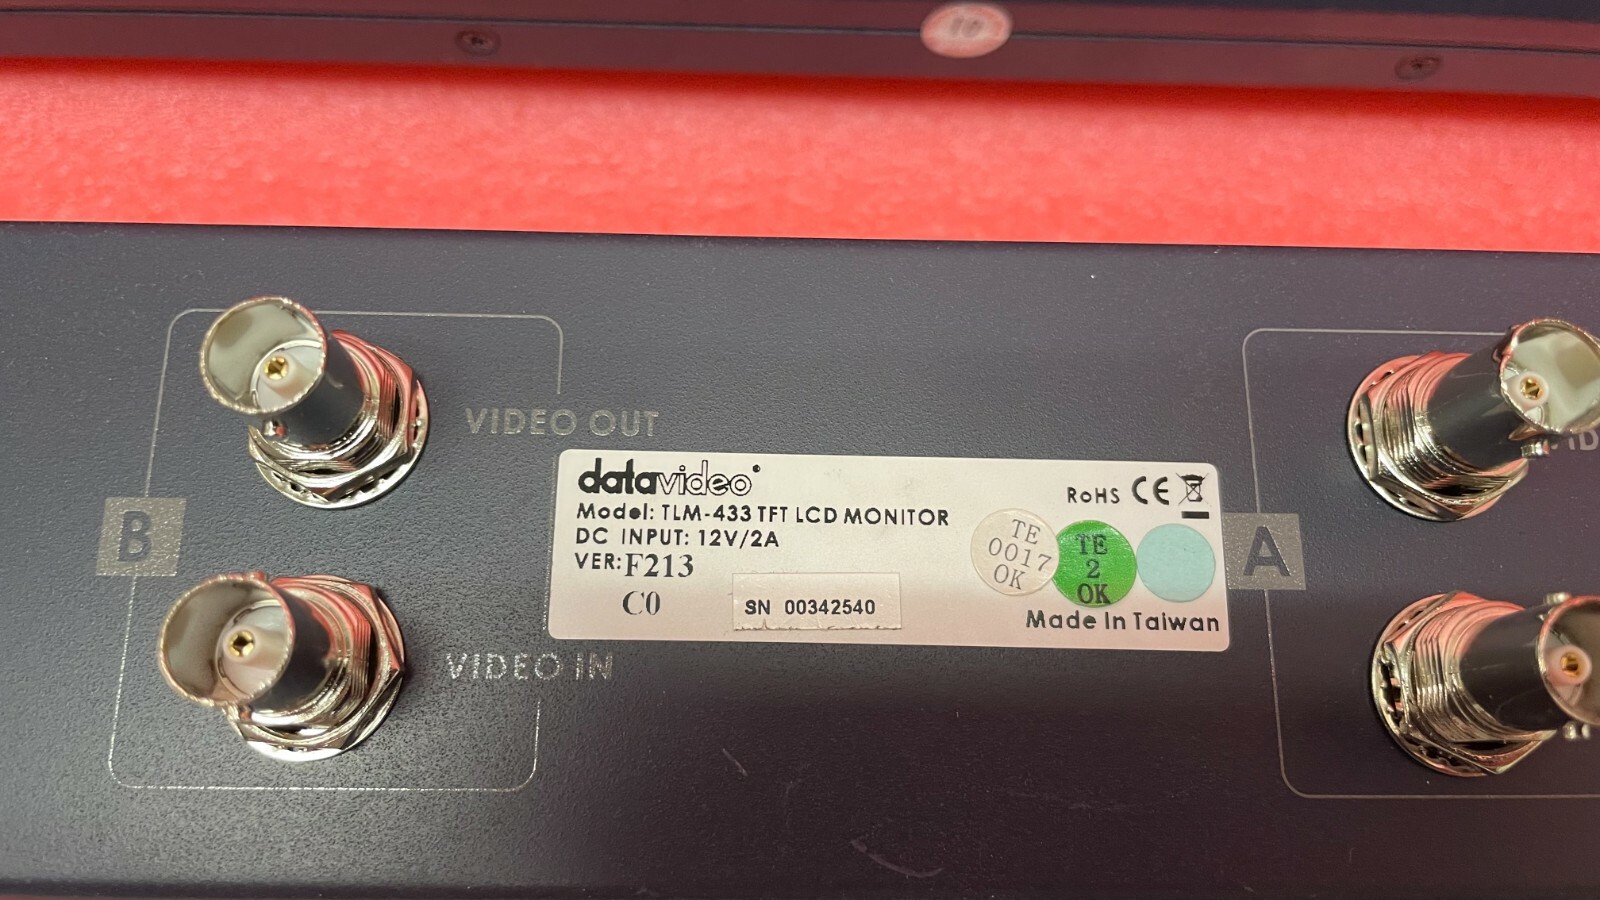 VIDEO OUT
B
VIDEO IN
datavideo
Model: TLM-433 TFT LCD MONITOR
DC INPUT: 12V/2A
VER: F213
C0
SN 00342540
RoHS CE
TE
0017
OK
TE
2
OK
Made In Taiwan
A